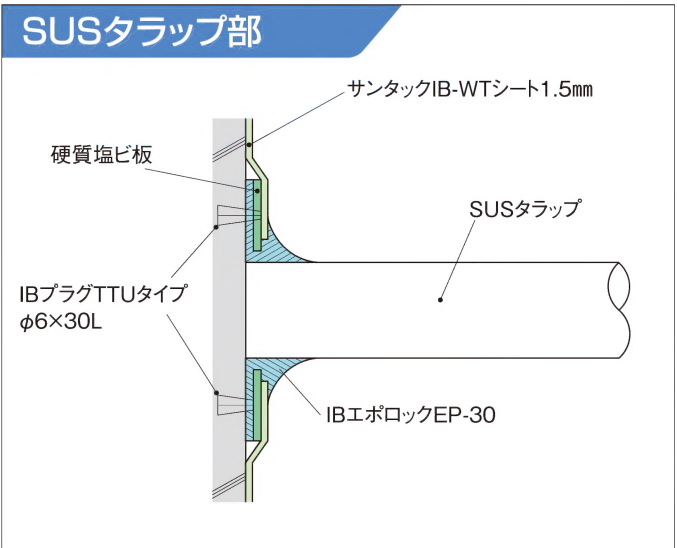 SUSタラップ部
サンタックIB-WTシート1.5㎜
硬質塩ビ板
SUSタラップ
IBプラグTTUタイプ
φ6×30L
IBエポロックEP-30